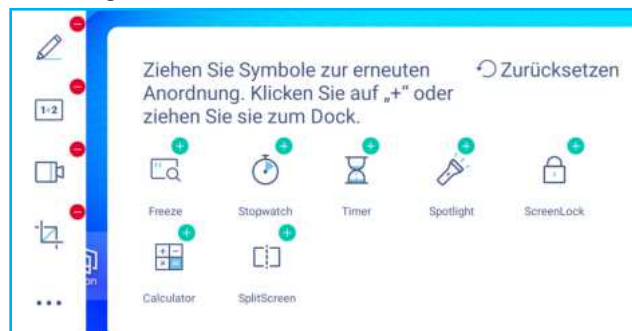 Ziehen Sie Symbole zur erneuten
Anordnung. Klicken Sie auf „+“ oder
ziehen Sie sie zum Dock.
Zurücksetzen
1÷2
Freeze
Stopwatch
Timer
Spotlight
ScreenLock
on
Calculator
SplitScreen